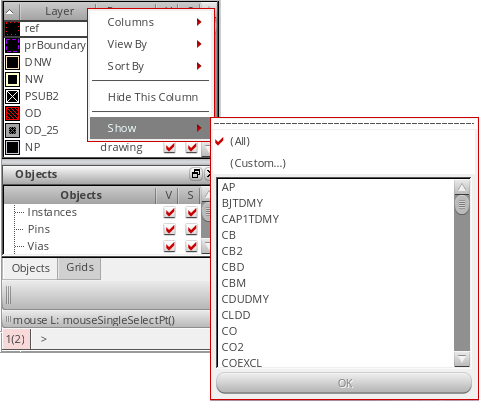 Layer
V S
ref
prBoundary
DNW
NW
PSUB2
OD
OD_25
NP drawing
Columns
View By
Sort By
Hide This Column
Show
(All)
(Custom...)
AP
BJTDMY
CAP1TDMY
CB
CB2
CBD
CBM
CDUDMY
CLDD
CO
CO2
COEXCL
OK
Objects
Objects V S
Instances
Pins
Vias
Objects Grids
mouse L: mouseSingleSelectPt()
1(2) >